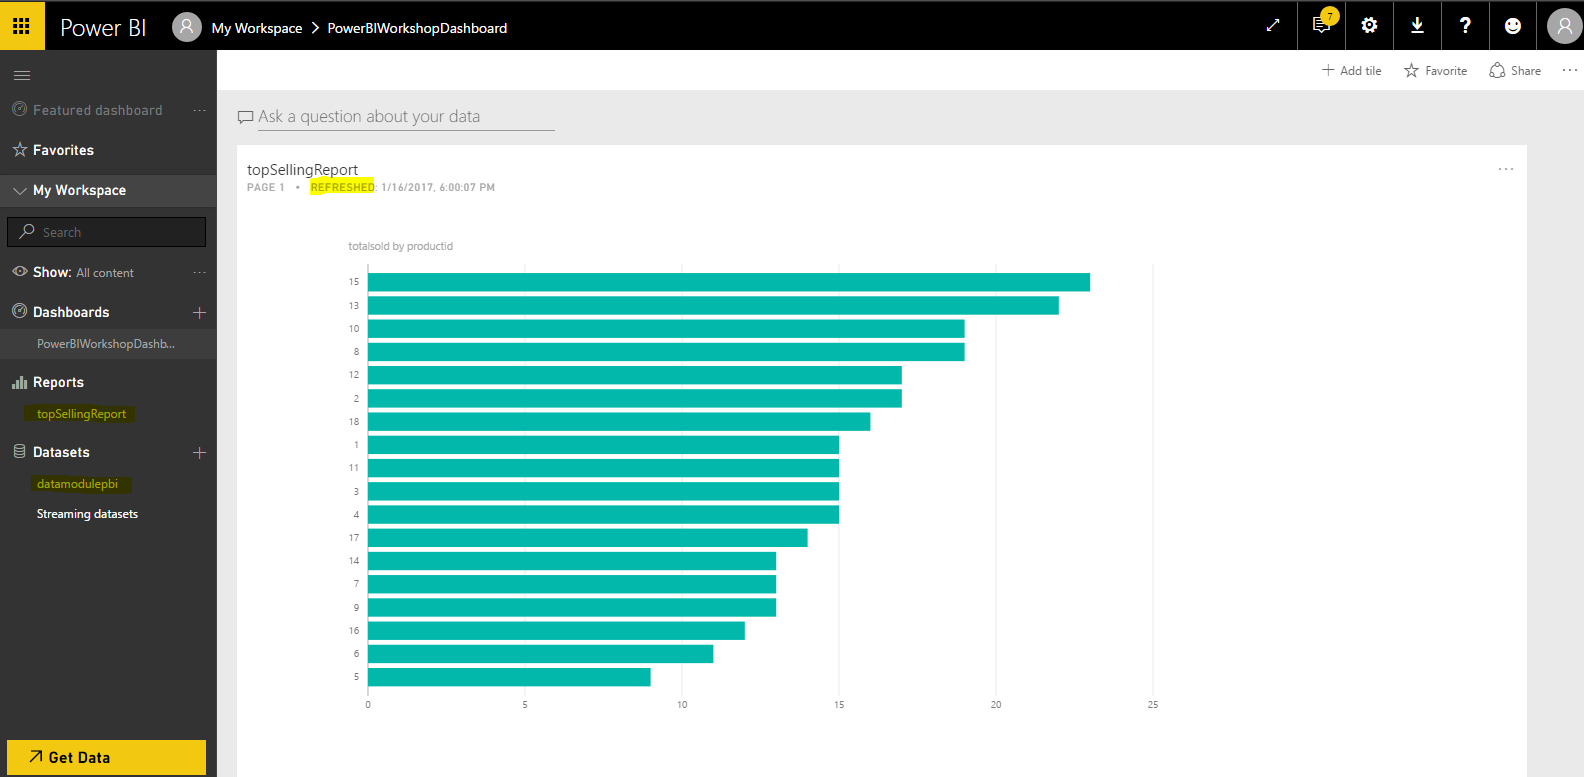 Power BI
My Workspace > PowerBIWorkshopDashboard
7
?
Add tile
Favorite
Share
Featured dashboard
Favorites
My Workspace
Search
Show: All content
Dashboards
PowerBIWorkshopDashb...
Reports
topSellingReport
Datasets
datamodulepbi
Streaming datasets
Get Data
Ask a question about your data
topSellingReport
PAGE 1 • REFRESHED: 1/16/2017, 6:00:07 PM
totalsold by productid
15
13
10
8
12
2
18
1
11
3
4
17
14
7
9
16
6
5
0 5 10 15 20 25